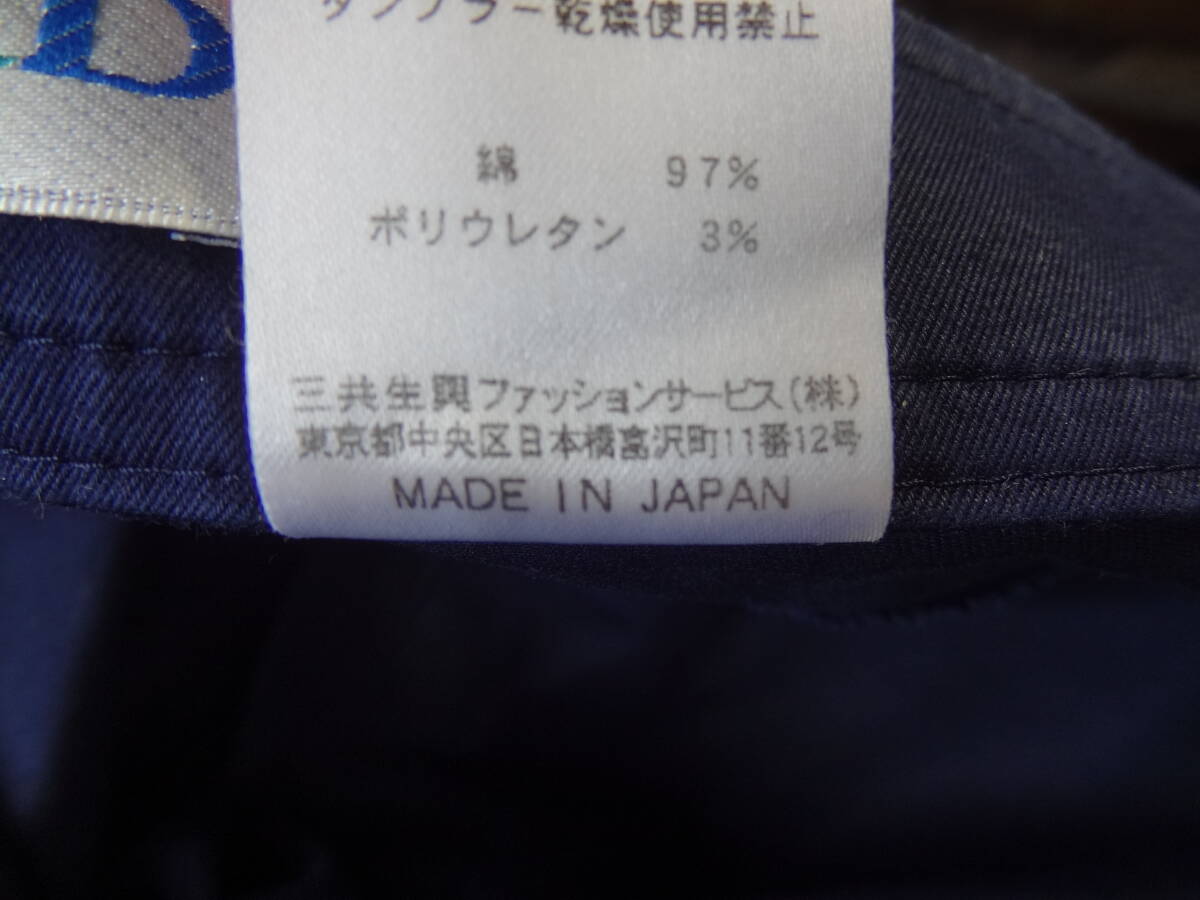 D
タンブラー乾燥使用禁止
綿 97%
ポリウレタン 3%
三共生興ファッションサービス(株)
東京都中央区日本橋富沢町11番12号
MADE IN JAPAN